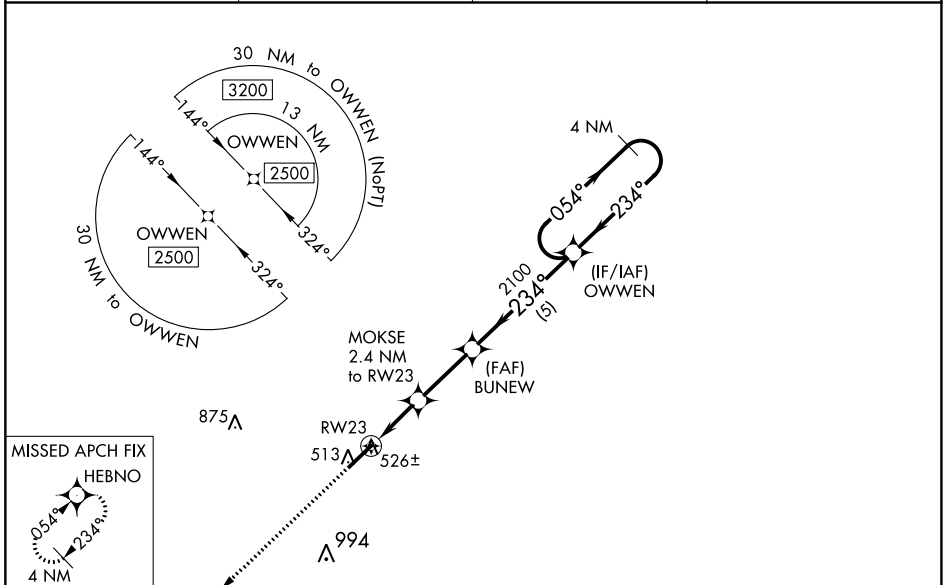 30 NM to OWWEN (NoPT)
3200
13 NM
144°
OWWEN
2500
324°
144°
OWWEN
2500
324°
30 NM to OWWEN
4 NM
054°
234°
(IF/IAF)
OWWEN
2100
234°
(5)
MOKSE
2.4 NM
to RW23
(FAF)
BUNEW
875
RW23
513
526±
994
MISSED APCH FIX
HEBNO
054°
234°
4 NM